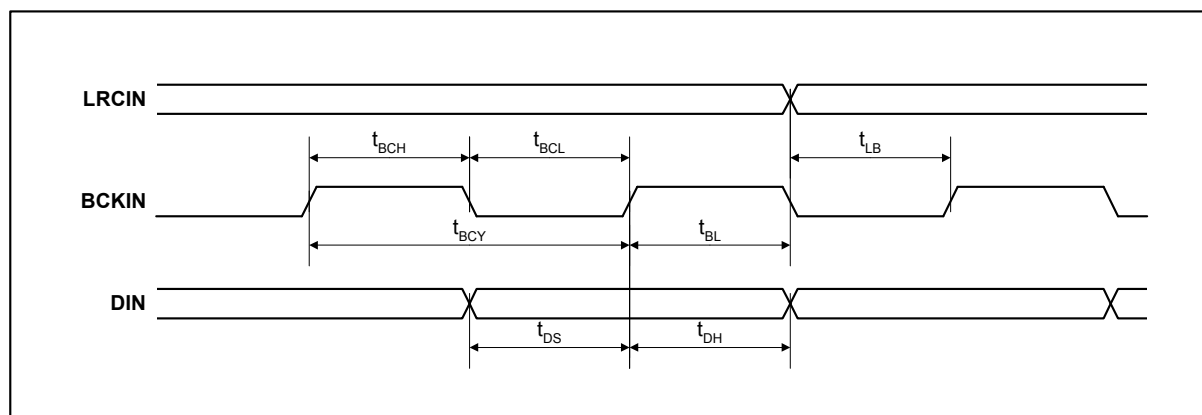 LRCIN
t_BCH t_BCL t_LB
BCKIN
t_BCY t_BL
DIN
t_DS t_DH